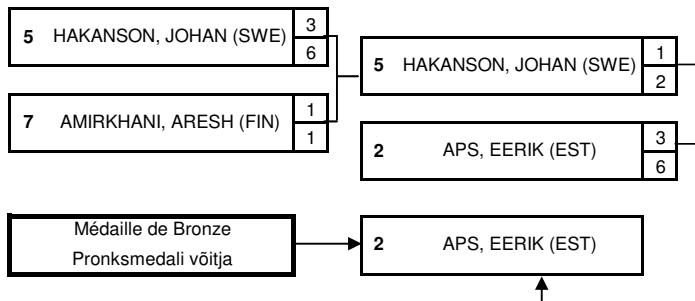 5 HAKANSON, JOHAN (SWE) 3
6
5 HAKANSON, JOHAN (SWE) 1
2
7 AMIRKHANI, ARESH (FIN) 1
1
2 APS, EERIK (EST) 3
6
Médaille de Bronze
Pronksmedali võitja
2 APS, EERIK (EST)